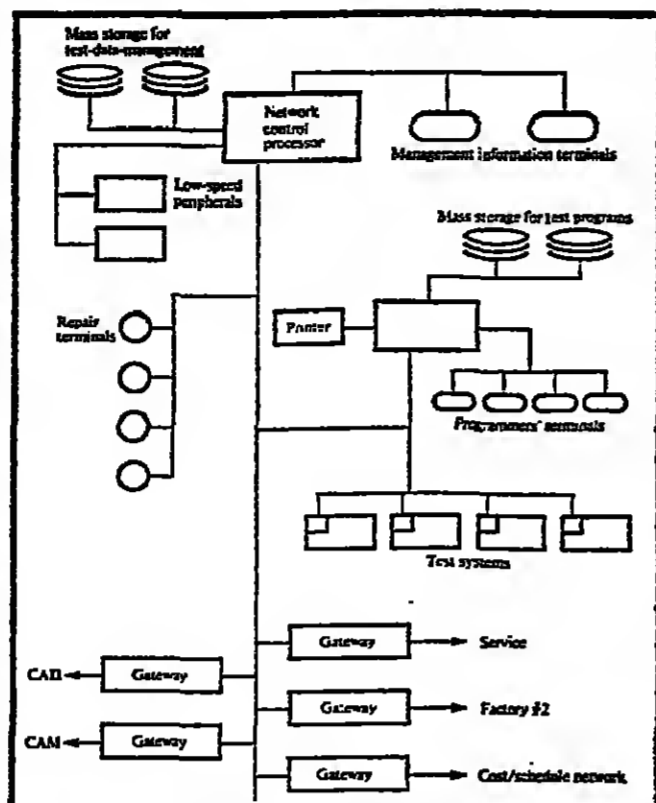 Mass storage for
test-data-management
Network
control
processor
Management information terminals
Low-speed
peripherals
Mass storage for test programs
Repair
terminals
Printer
Programmers' terminals
Test systems
Gateway
Service
CAD
Gateway
Gateway
Factory #2
CAM
Gateway
Gateway
Cost/schedule network